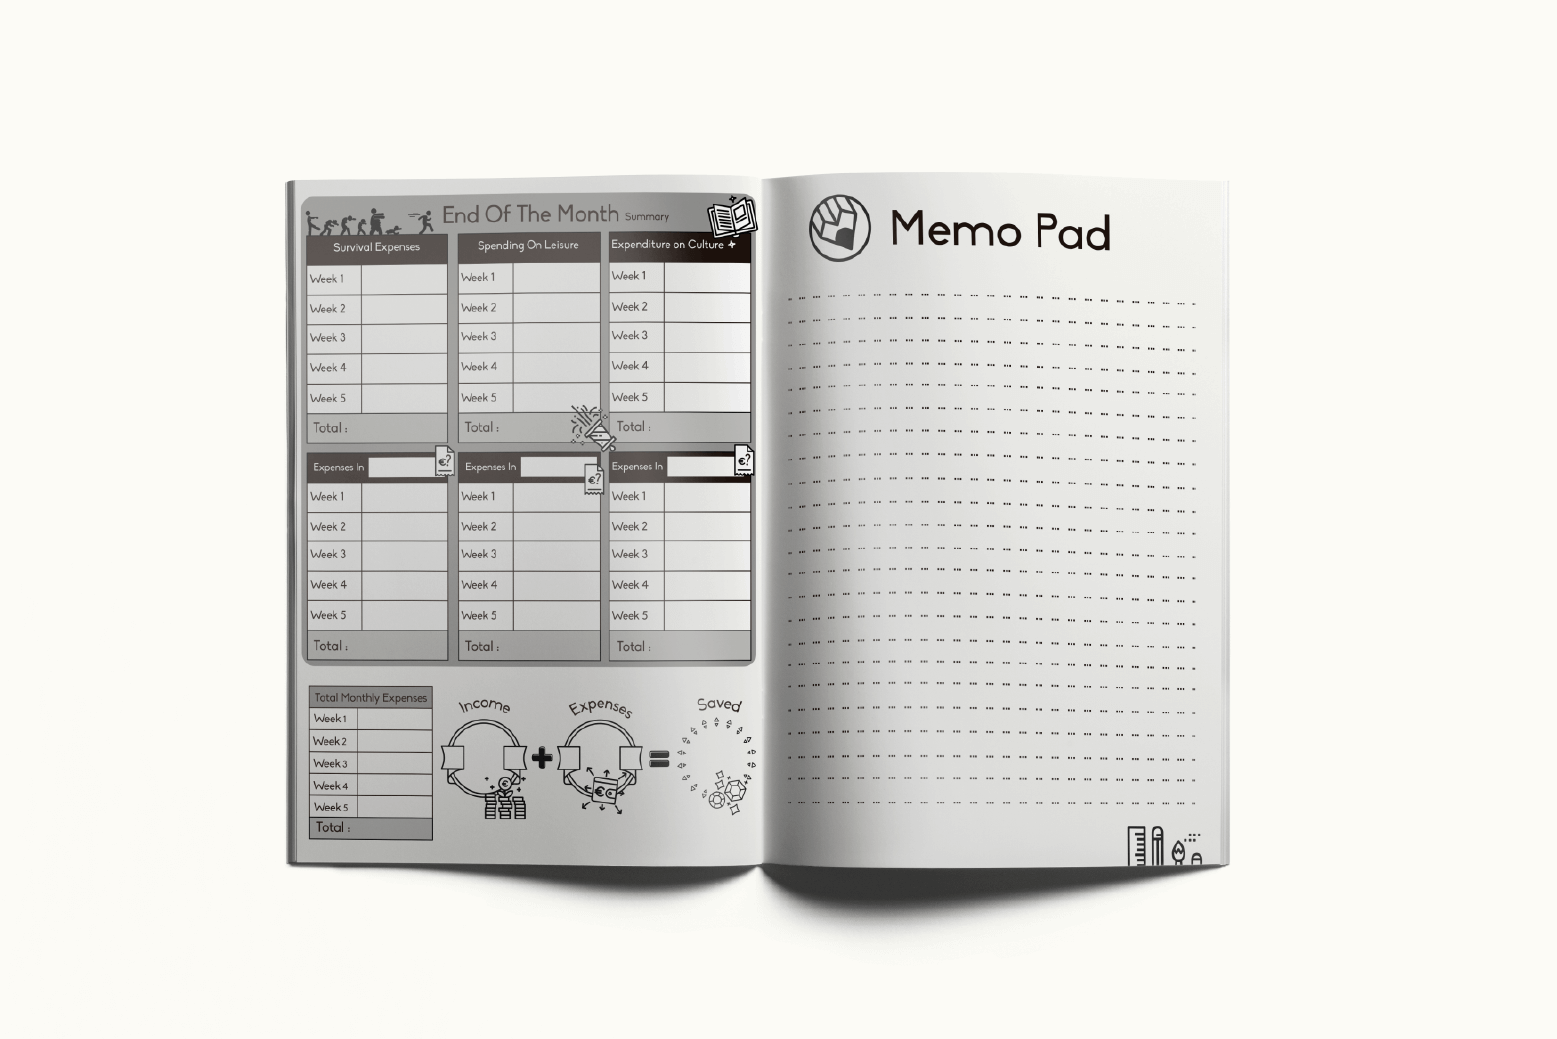 End Of The Month Summary
Survival Expenses
Week 1
Week 2
Week 3
Week 4
Week 5
Total :
Spending On Leisure
Week 1
Week 2
Week 3
Week 4
Week 5
Total :
Expenditure on Culture +
Week 1
Week 2
Week 3
Week 4
Week 5
Total :
Expenses In
€?
Week 1
Week 2
Week 3
Week 4
Week 5
Total :
Expenses In
€?
Week 1
Week 2
Week 3
Week 4
Week 5
Total :
Expenses In
€?
Week 1
Week 2
Week 3
Week 4
Week 5
Total :
Total Monthly Expenses
Week 1
Week 2
Week 3
Week 4
Week 5
Total :
Income + Expenses = Saved
€
€
Memo Pad